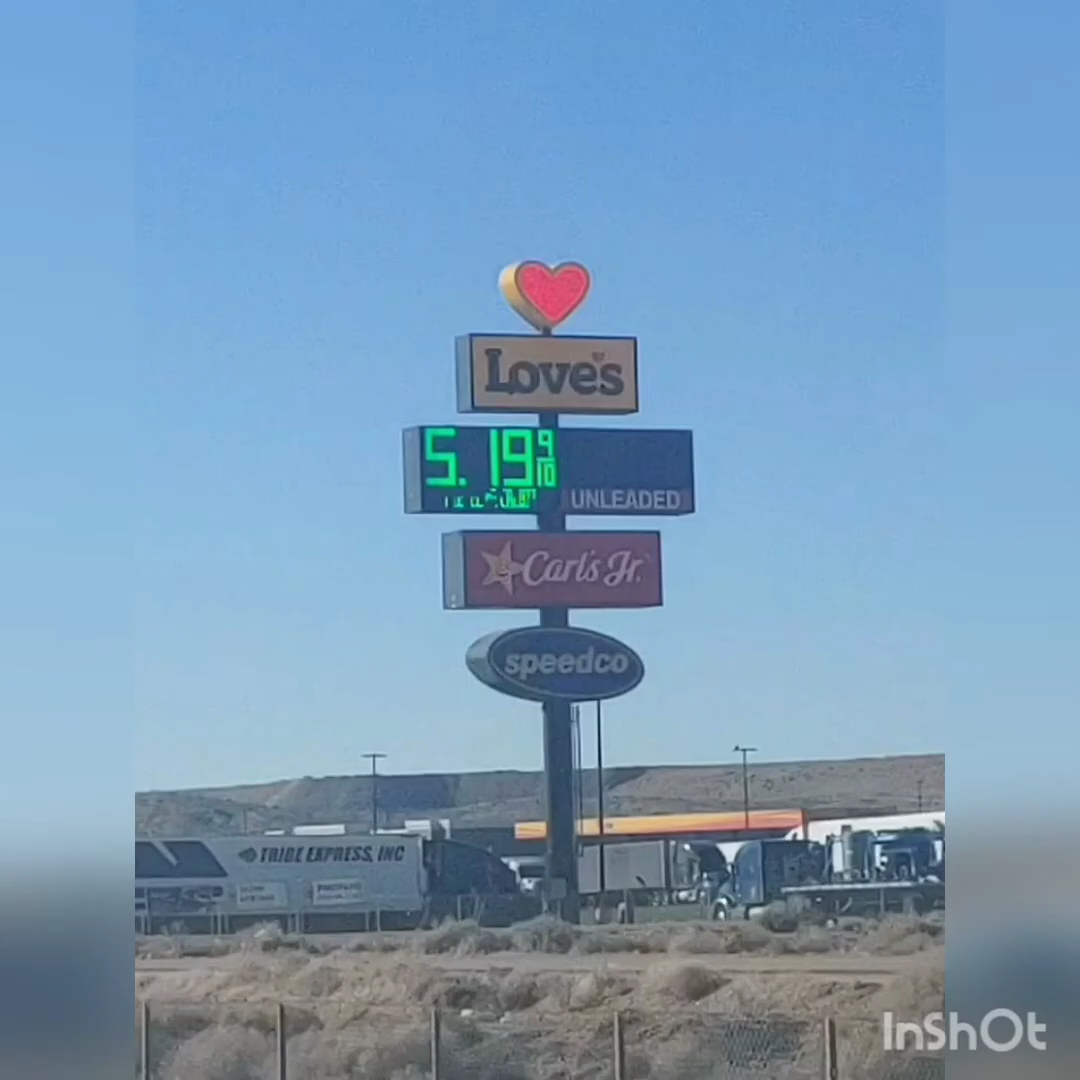 Love's
5.19 9/10
UNLEADED
Carl's Jr.
speedco
TRIBE EXPRESS, INC
InShOt